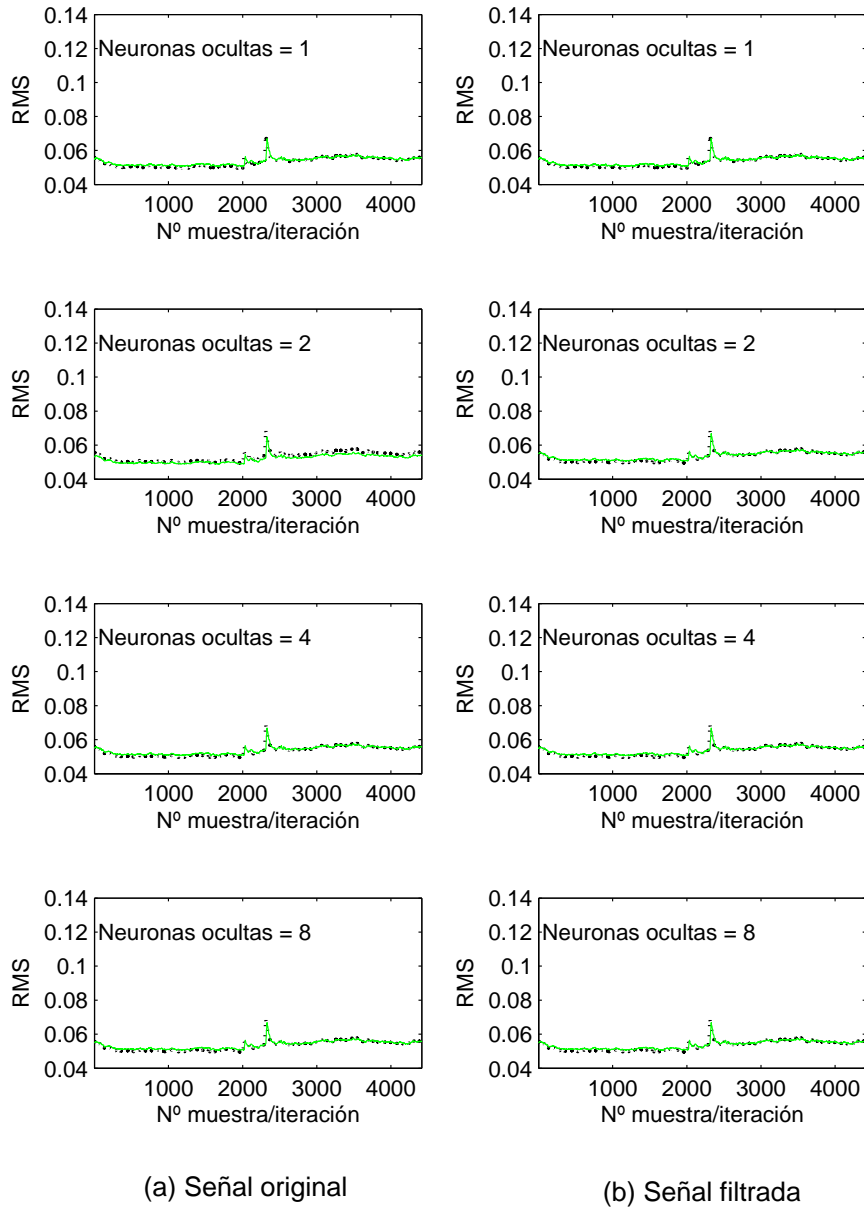 0.14
Neuronas ocultas = 1
0.12
0.1
0.08
0.06
0.04
RMS
1000 2000 3000 4000
Nº muestra/iteración
0.14
Neuronas ocultas = 1
0.12
0.1
0.08
0.06
0.04
RMS
1000 2000 3000 4000
Nº muestra/iteración
0.14
Neuronas ocultas = 2
0.12
0.1
0.08
0.06
0.04
RMS
1000 2000 3000 4000
Nº muestra/iteración
0.14
Neuronas ocultas = 2
0.12
0.1
0.08
0.06
0.04
RMS
1000 2000 3000 4000
Nº muestra/iteración
0.14
Neuronas ocultas = 4
0.12
0.1
0.08
0.06
0.04
RMS
1000 2000 3000 4000
Nº muestra/iteración
0.14
Neuronas ocultas = 4
0.12
0.1
0.08
0.06
0.04
RMS
1000 2000 3000 4000
Nº muestra/iteración
0.14
Neuronas ocultas = 8
0.12
0.1
0.08
0.06
0.04
RMS
1000 2000 3000 4000
Nº muestra/iteración
0.14
Neuronas ocultas = 8
0.12
0.1
0.08
0.06
0.04
RMS
1000 2000 3000 4000
Nº muestra/iteración
(a) Señal original
(b) Señal filtrada